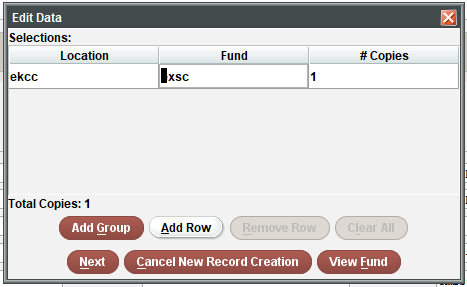 Edit Data
Selections:
Location Fund # Copies
ekcc xsc 1
Total Copies: 1
Add Group Add Row Remove Row Clear All
Next Cancel New Record Creation View Fund